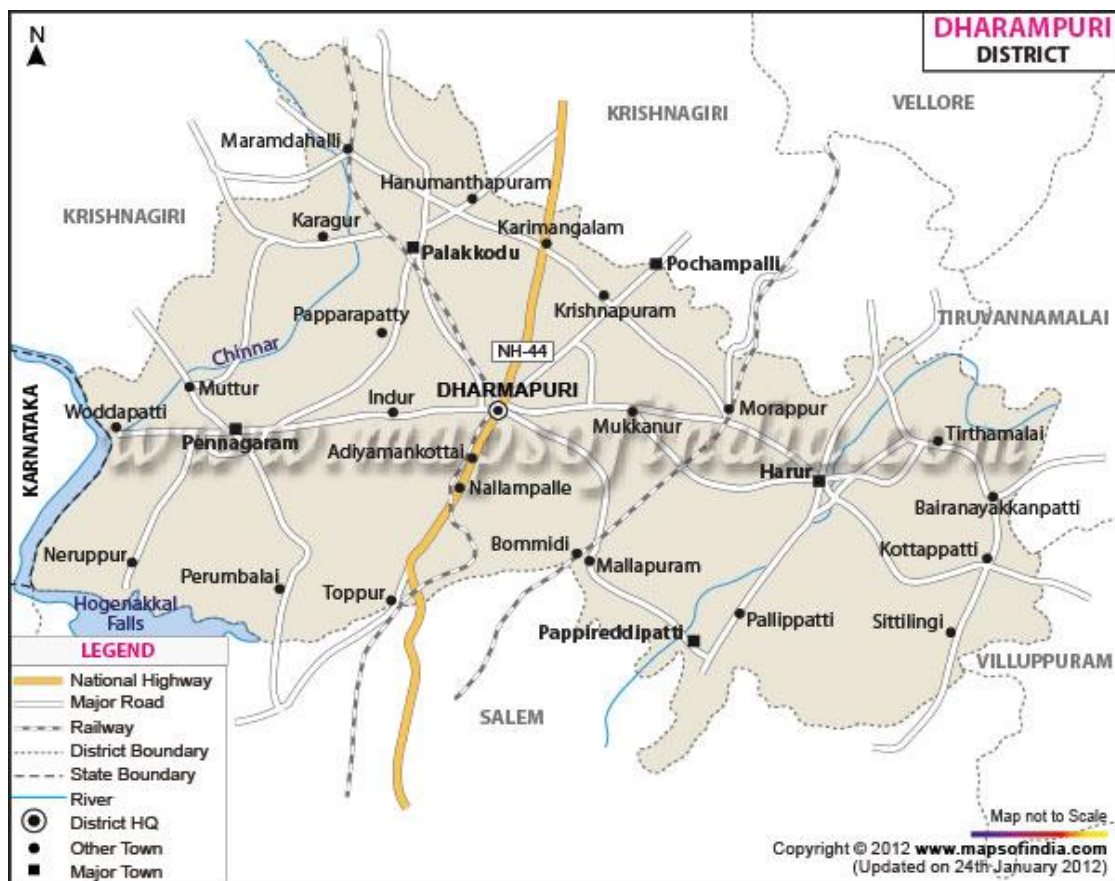 N
DHARAMPURI
DISTRICT
KRISHNAGIRI
VELLORE
Maramdahalli
Hanumanthapuram
KRISHNAGIRI
Karagur
Karimangalam
Palakkodu
Pochampalli
Papparapatty
Krishnapuram
TIRUVANNAMALAI
Chinnar
NH-44
Muttur
Indur
DHARMAPURI
Woddapatti
Mukkanur
Morappur
KARNATAKA
Pennagaram
Tirthamalai
www.mapsofindia.com
Adiyamankottai
Harur
Nallampalle
Bairanayakkanpatti
Neruppur
Bommidi
Mallapuram
Kottappatti
Perumbalai
Toppur
Hogenakkal
Falls
Pappireddipatti
Pallippatti
Sittilingi
VILLUPPURAM
SALEM
LEGEND
National Highway
Major Road
Railway
District Boundary
State Boundary
River
District HQ
Other Town
Major Town
Map not to Scale
Copyright © 2012 www.mapsofindia.com
(Updated on 24th January 2012)